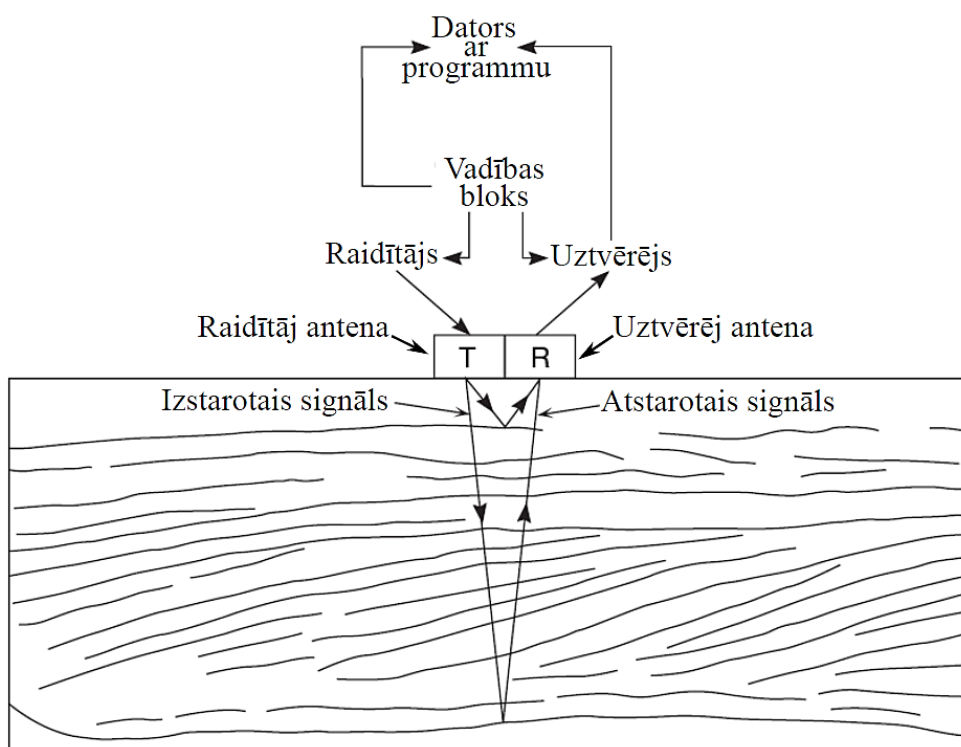 Dators
ar
programmu
Vadības
bloks
Raidītājs
Uztvērējs
Raidītāj antena
Uztvērēj antena
T
R
Izstarotais signāls
Atstarotais signāls